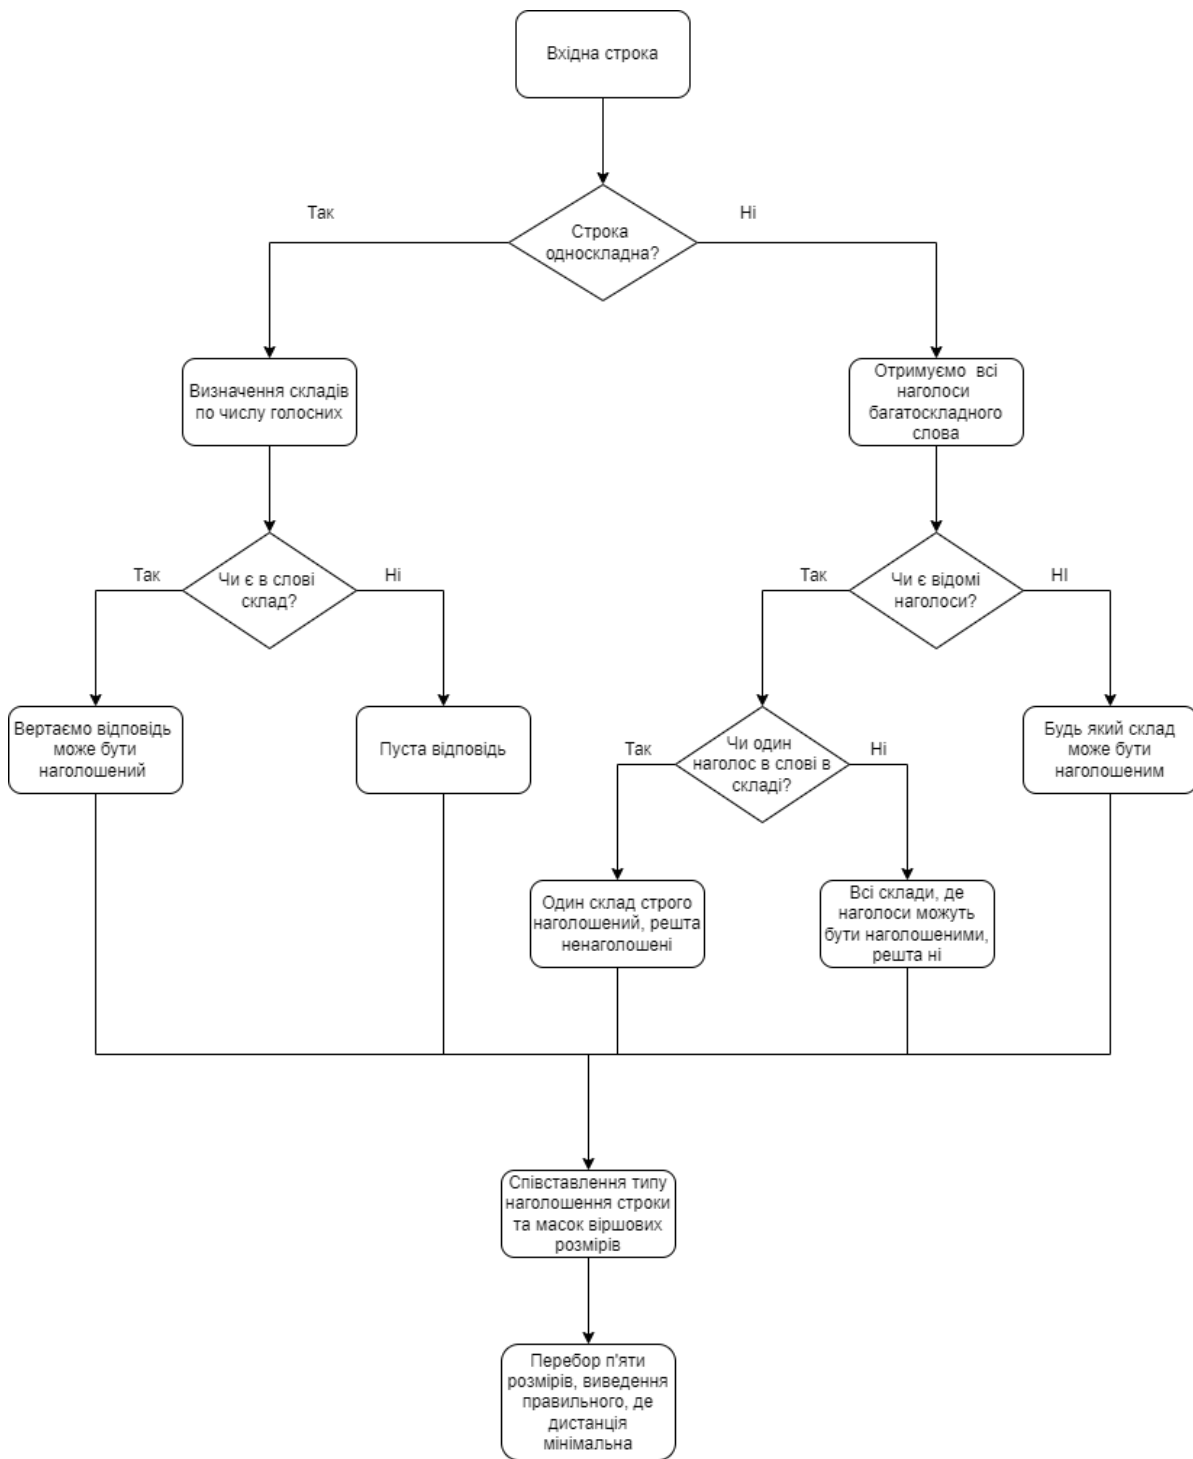 Вхідна строка
Так
Ні
Строка
односкладна?
Визначення складів
по числу голосних
Отримуємо всі
наголоси
багатоскладного
слова
Так
Чи є в слові
склад?
Ні
Так
Чи є відомі
наголоси?
НІ
Вертаємо відповідь
може бути
наголошений
Пуста відповідь
Так
Чи один
наголос в слові в
складі?
Ні
Будь який склад
може бути
наголошеним
Один склад строго
наголошений, решта
ненаголошені
Всі склади, де
наголоси можуть
бути наголошеними,
решта ні
Співставлення типу
наголошення строки
та масок віршових
розмірів
Перебор п'яти
розмірів, виведення
правильного, де
дистанція
мінімальна